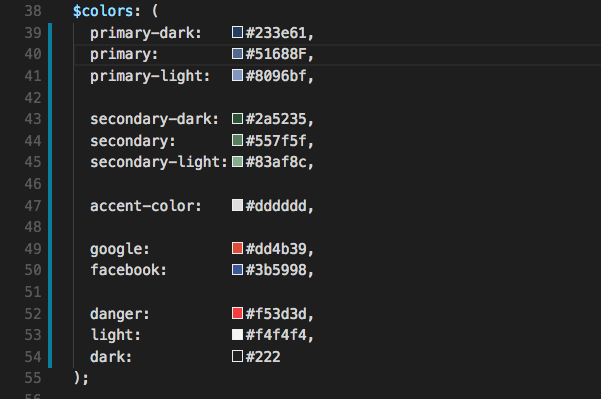 38 $colors: (
39 primary-dark: #233e61,
40 primary: #51688F,
41 primary-light: #8096bf,
42
43 secondary-dark: #2a5235,
44 secondary: #557f5f,
45 secondary-light: #83af8c,
46
47 accent-color: #dddddd,
48
49 google: #dd4b39,
50 facebook: #3b5998,
51
52 danger: #f53d3d,
53 light: #f4f4f4,
54 dark: #222
55 );
56